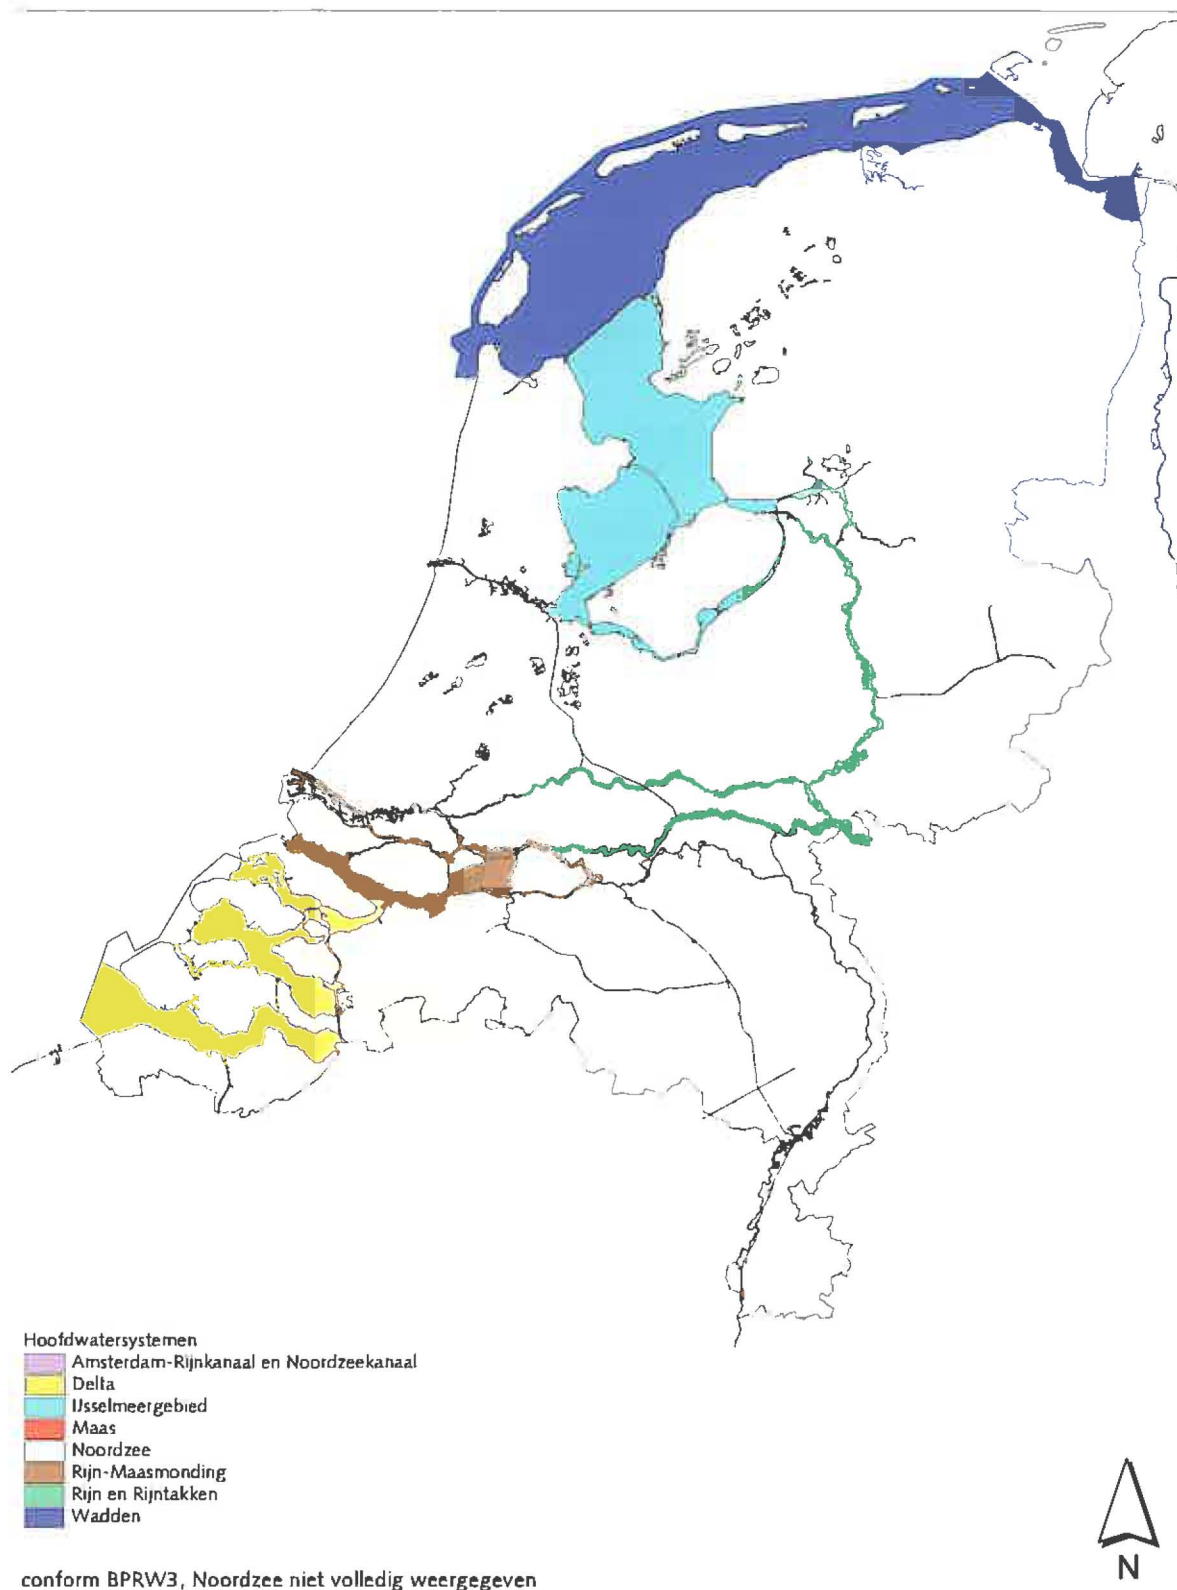 Hoofdwatersystemen
Amsterdam-Rijnkanaal en Noordzeekanaal
Delta
IJsselmeergebied
Maas
Noordzee
Rijn-Maasmonding
Rijn en Rijntakken
Wadden
N
conform BPRW3, Noordzee niet volledig weergegeven